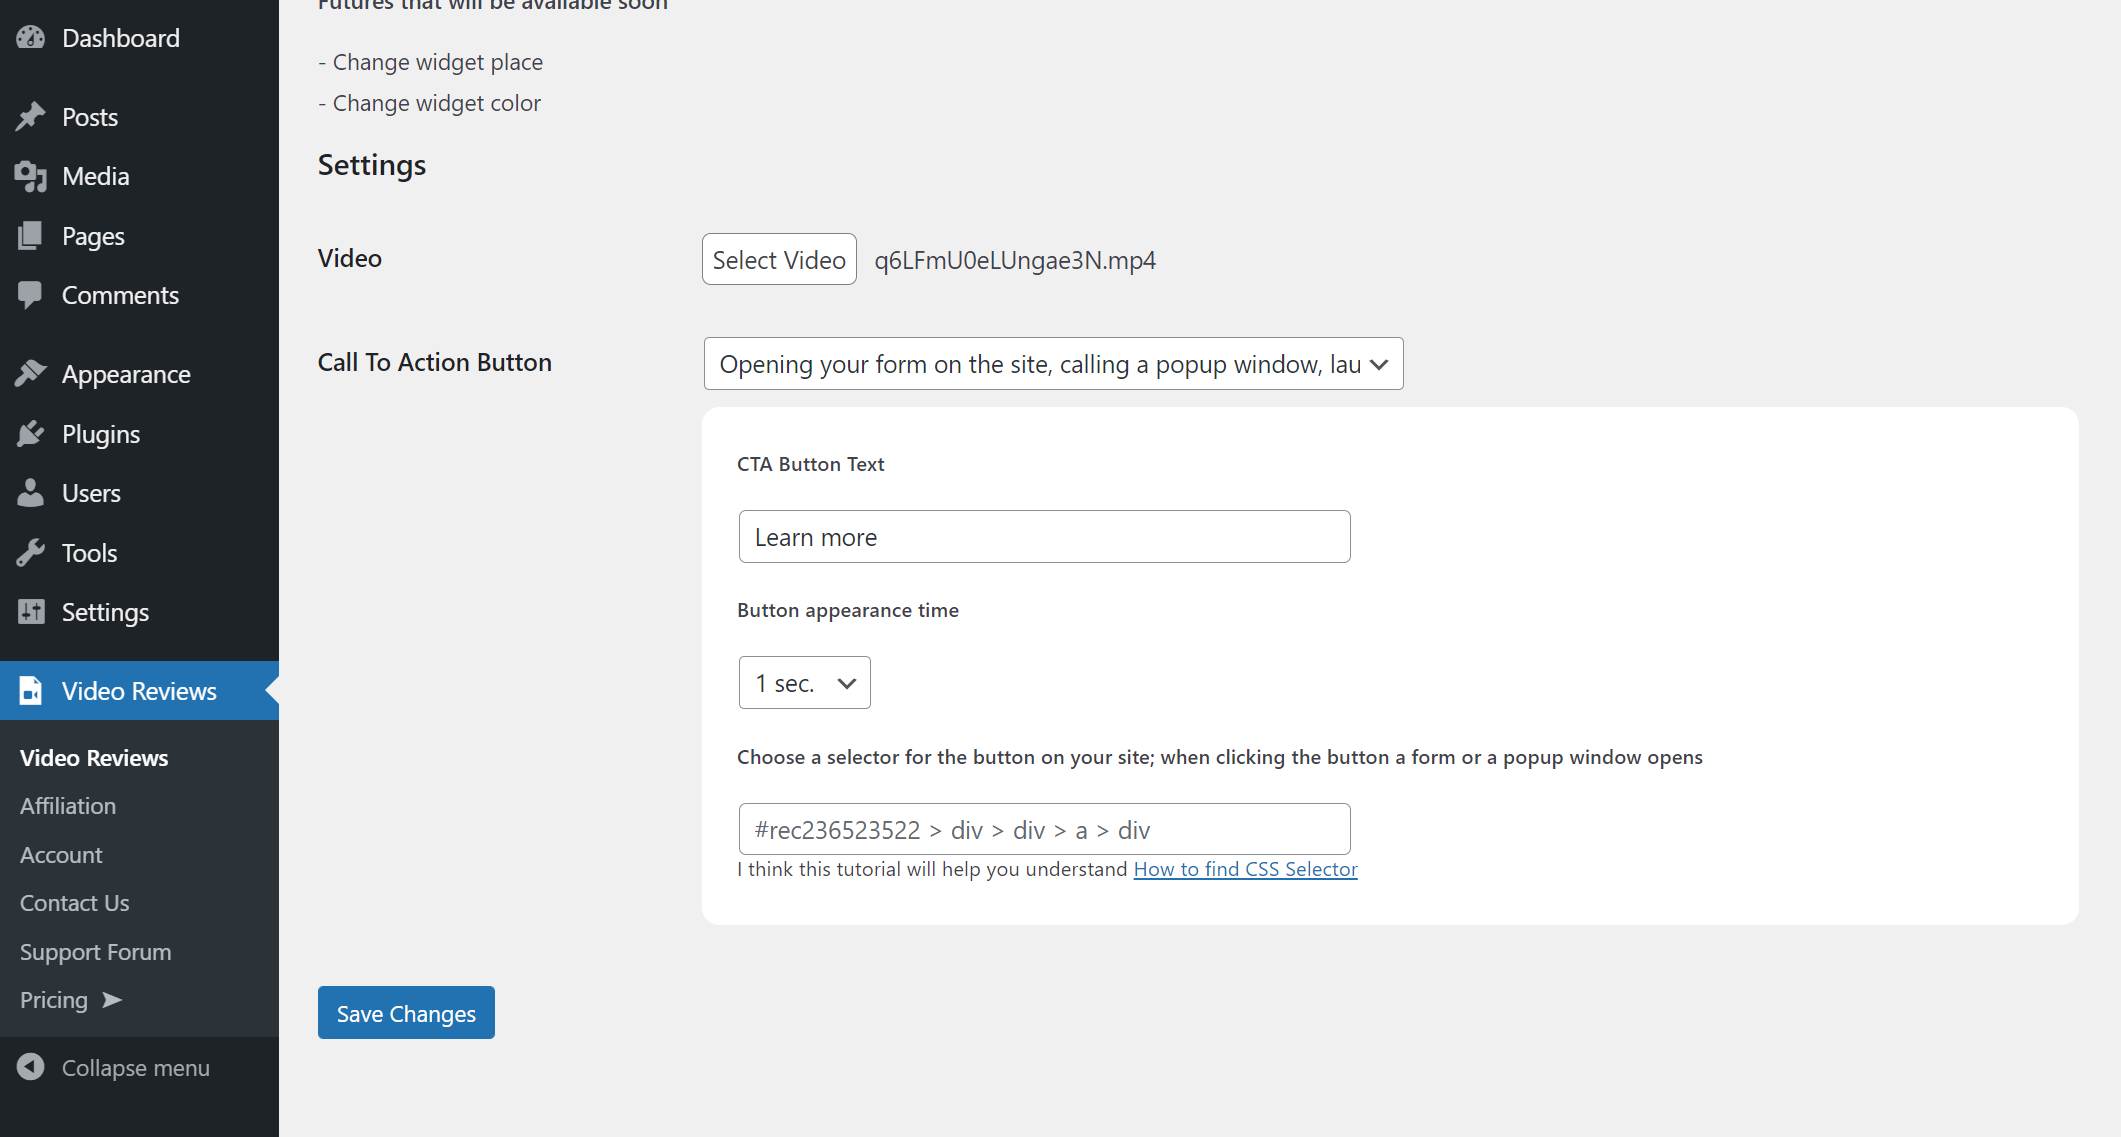 Dashboard
Posts
Media
Pages
Comments
Appearance
Plugins
Users
Tools
Settings
Video Reviews
Video Reviews
Affiliation
Account
Contact Us
Support Forum
Pricing ➤
Collapse menu
Futures that will be available soon
- Change widget place
- Change widget color
Settings
Video
Select Video q6LFmU0eLUngae3N.mp4
Call To Action Button
Opening your form on the site, calling a popup window, lau
CTA Button Text
Learn more
Button appearance time
1 sec.
Choose a selector for the button on your site; when clicking the button a form or a popup window opens
#rec236523522 > div > div > a > div
I think this tutorial will help you understand How to find CSS Selector
Save Changes